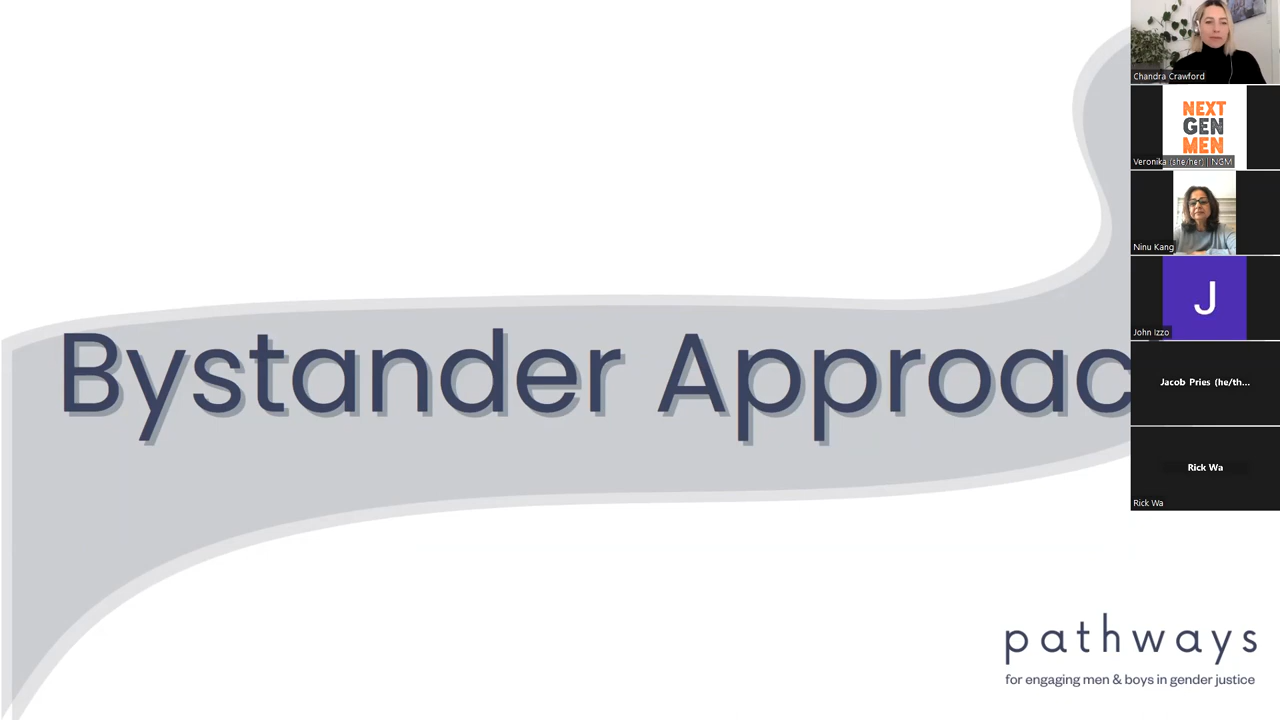 Bystander Approac
pathways
for engaging men & boys in gender justice
Chandra Crawford
NEXT
GEN
MEN
Veronika (she/her) | NGM
Ninu Kang
J
John Izzo
Jacob Pries (he/th...
Rick Wa
Rick Wa